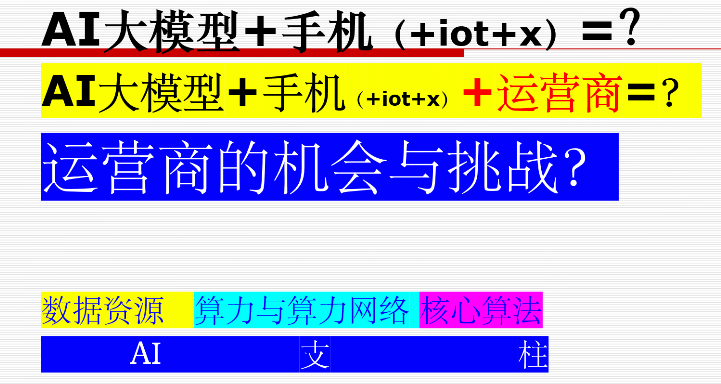 AI大模型+手机（+iot+x）=？
AI大模型+手机（+iot+x）+运营商=？
运营商的机会与挑战？
数据资源 算力与算力网络 核心算法
AI 支 柱